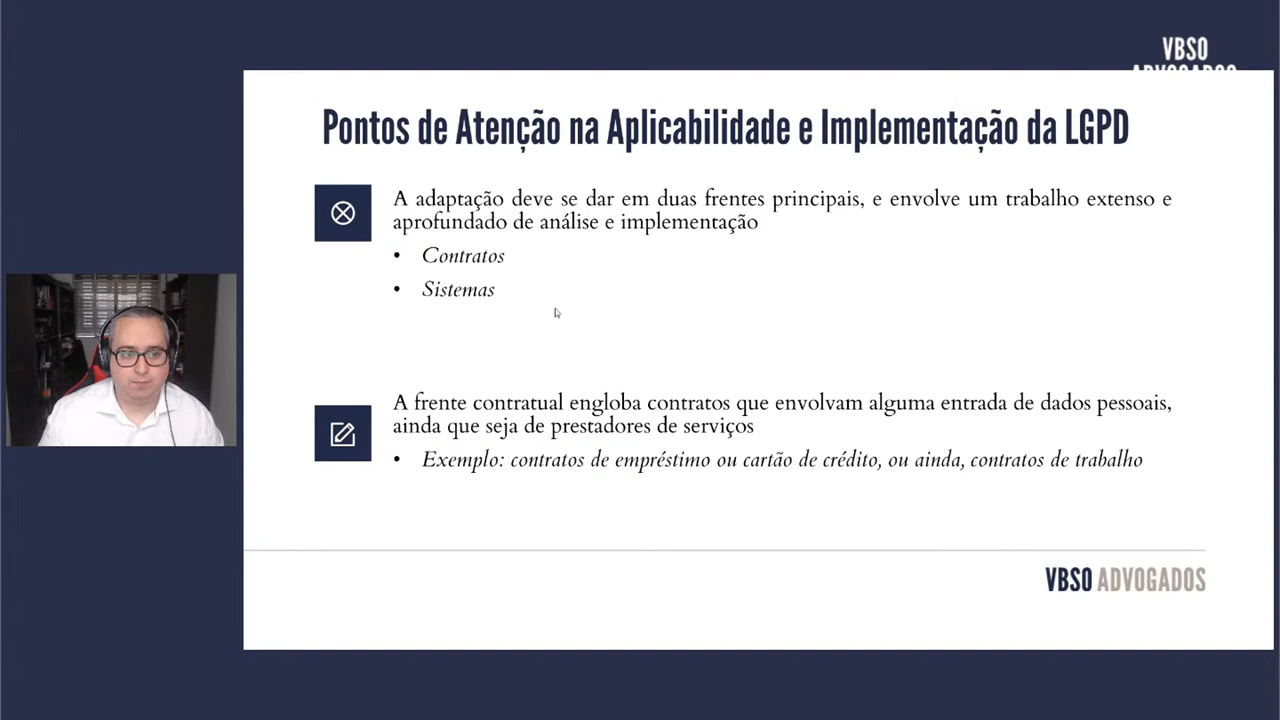 VBSO
ADVOGADOS
Pontos de Atenção na Aplicabilidade e Implementação da LGPD
A adaptação deve se dar em duas frentes principais, e envolve um trabalho extenso e
aprofundado de análise e implementação
• Contratos
• Sistemas
A frente contratual engloba contratos que envolvam alguma entrada de dados pessoais,
ainda que seja de prestadores de serviços
• Exemplo: contratos de empréstimo ou cartão de crédito, ou ainda, contratos de trabalho
VBSO ADVOGADOS